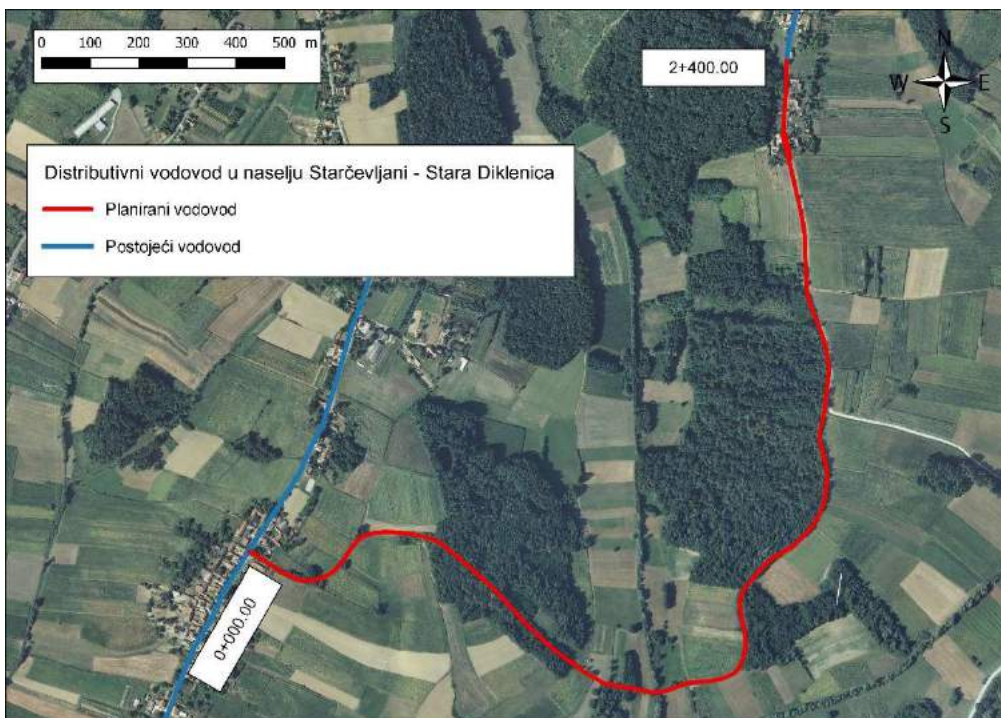 0 100 200 300 400 500 m
2+400.00
N
W E
S
Distributivni vodovod u naselju Starčevljani - Stara Diklenica
Planirani vodovod
Postojeći vodovod
0+000.00